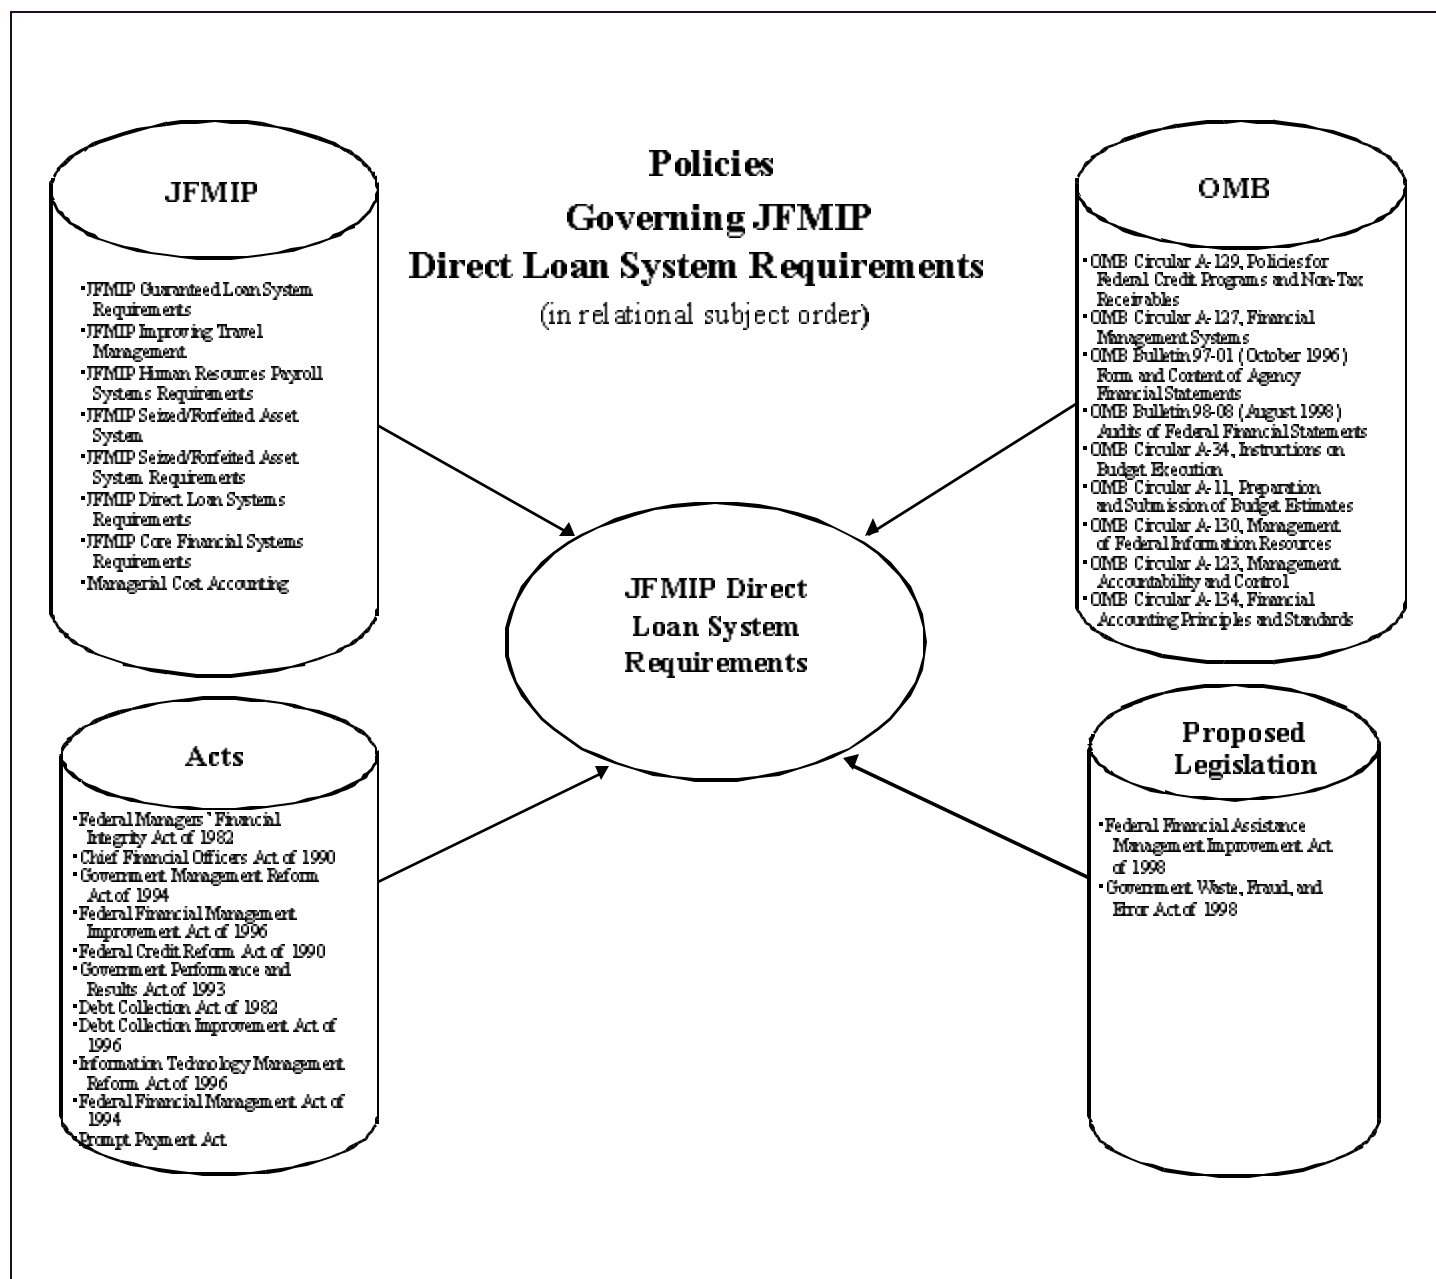 Policies
Governing JFMIP
Direct Loan System Requirements
(in relational subject order)
JFMIP
•JFMIP Guaranteed Loan System
Requirements
•JFMIP Improving Travel
Management
•JFMIP Human Resources Payroll
Systems Requirements
•JFMIP Seized/Forfeited Asset
System
•JFMIP Seized/Forfeited Asset
System Requirements
•JFMIP Direct Loan Systems
Requirements
•JFMIP Core Financial Systems
Requirements
•Managerial Cost Accounting
OMB
•OMB Circular A-129, Policies for
Federal Credit Programs and Non-Tax
Receivables
•OMB Circular A-127, Financial
Management Systems
•OMB Bulletin 97-01 (October 1996)
Form and Content of Agency
Financial Statements
•OMB Bulletin 98-08 (August 1998)
Audits of Federal Financial Statements
•OMB Circular A-34, Instructions on
Budget Execution
•OMB Circular A-11, Preparation
and Submission of Budget Estimates
•OMB Circular A-130, Management
of Federal Information Resources
•OMB Circular A-123, Management
Accountability and Control
•OMB Circular A-134, Financial
Accounting Principles and Standards
JFMIP Direct
Loan System
Requirements
Acts
•Federal Managers' Financial
Integrity Act of 1982
•Chief Financial Officers Act of 1990
•Government Management Reform
Act of 1994
•Federal Financial Management
Improvement Act of 1996
•Federal Credit Reform Act of 1990
•Government Performance and
Results Act of 1993
•Debt Collection Act of 1982
•Debt Collection Improvement Act of
1996
•Information Technology Management
Reform Act of 1996
•Federal Financial Management Act of
1994
•Prompt Payment Act
Proposed
Legislation
•Federal Financial Assistance
Management Improvement Act
of 1998
•Government Waste, Fraud, and
Error Act of 1998